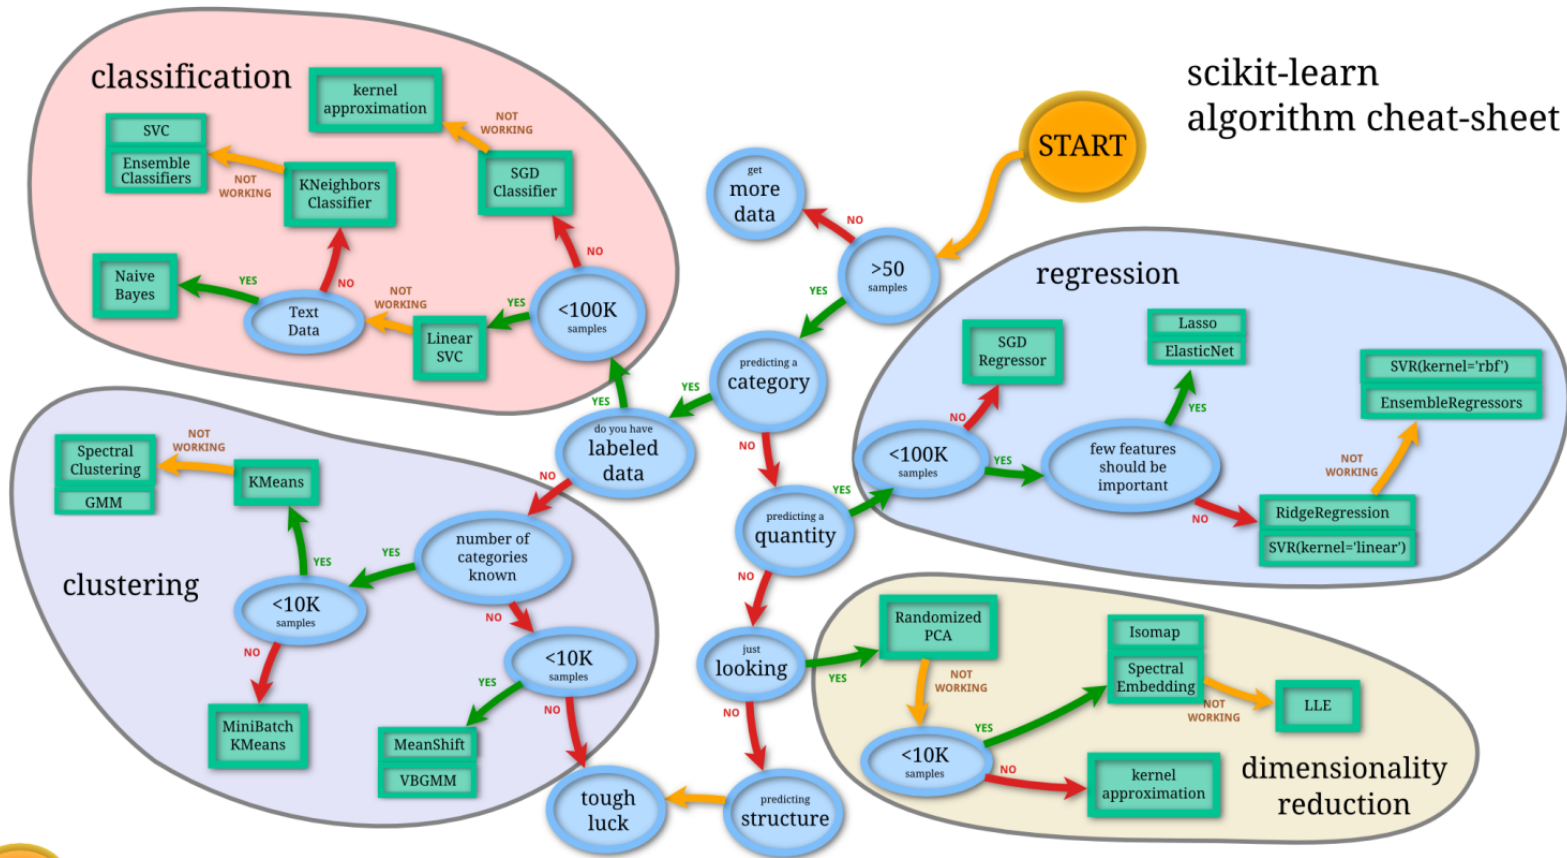 scikit-learn
algorithm cheat-sheet
START
get
more
data
NO
>50
samples
YES
predicting a
category
YES
NO
do you have
labeled
data
YES
NO
predicting a
quantity
YES
NO
just
looking
YES
NO
predicting
structure
tough
luck
classification
kernel
approximation
NOT
WORKING
SGD
Classifier
NO
<100K
samples
YES
Linear
SVC
NOT
WORKING
Text
Data
YES
Naive
Bayes
NO
KNeighbors
Classifier
NOT
WORKING
SVC
Ensemble
Classifiers
clustering
number of
categories
known
YES
NO
<10K
samples
YES
KMeans
NOT
WORKING
Spectral
Clustering
GMM
NO
MiniBatch
KMeans
<10K
samples
YES
MeanShift
VBGMM
NO
regression
<100K
samples
NO
SGD
Regressor
YES
few features
should be
important
YES
Lasso
ElasticNet
NO
RidgeRegression
SVR(kernel='linear')
NOT
WORKING
SVR(kernel='rbf')
EnsembleRegressors
dimensionality
reduction
Randomized
PCA
NOT
WORKING
<10K
samples
YES
Isomap
Spectral
Embedding
NOT
WORKING
LLE
NO
kernel
approximation